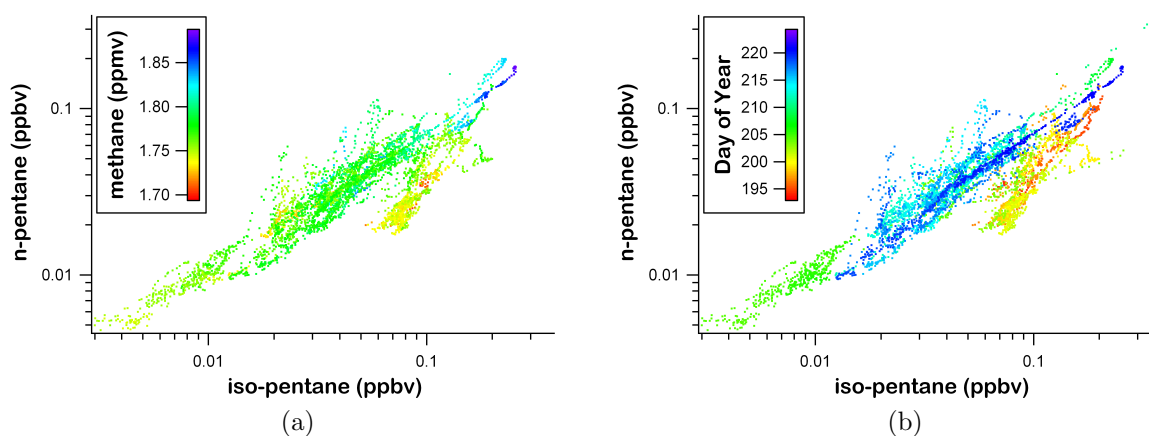 methane (ppmv)
1.85
1.80
1.75
1.70
n-pentane (ppbv)
0.1
0.01
0.01
0.1
iso-pentane (ppbv)
(a)
Day of Year
220
215
210
205
200
195
n-pentane (ppbv)
0.1
0.01
0.01
0.1
iso-pentane (ppbv)
(b)